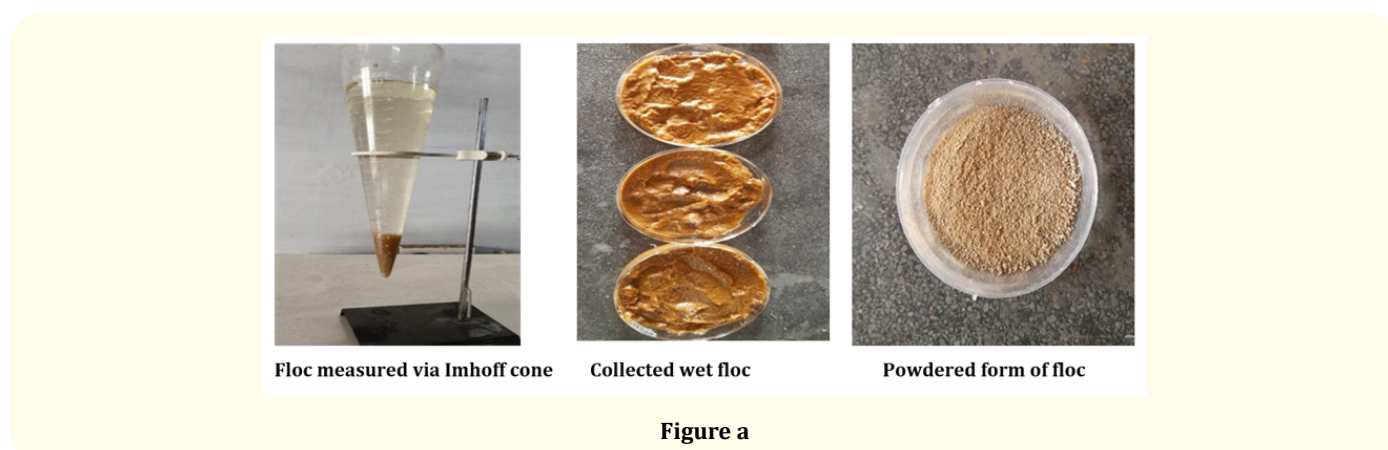 Floc measured via Imhoff cone
Collected wet floc
Powdered form of floc
Figure a